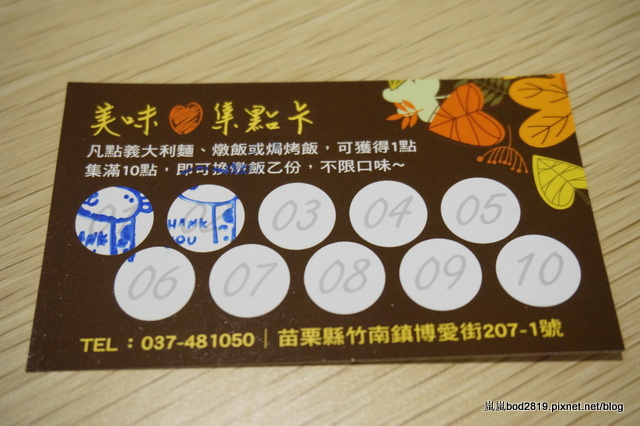 美味 集點卡
凡點義大利麵、燉飯或焗烤飯,可獲得1點
集滿10點,即可換燉飯乙份,不限口味~
THANK YOU 03 04 05
06 07 08 09 10
TEL:037-481050│苗栗縣竹南鎮博愛街207-1號
嵐嵐bod2819.pixnet.net/blog